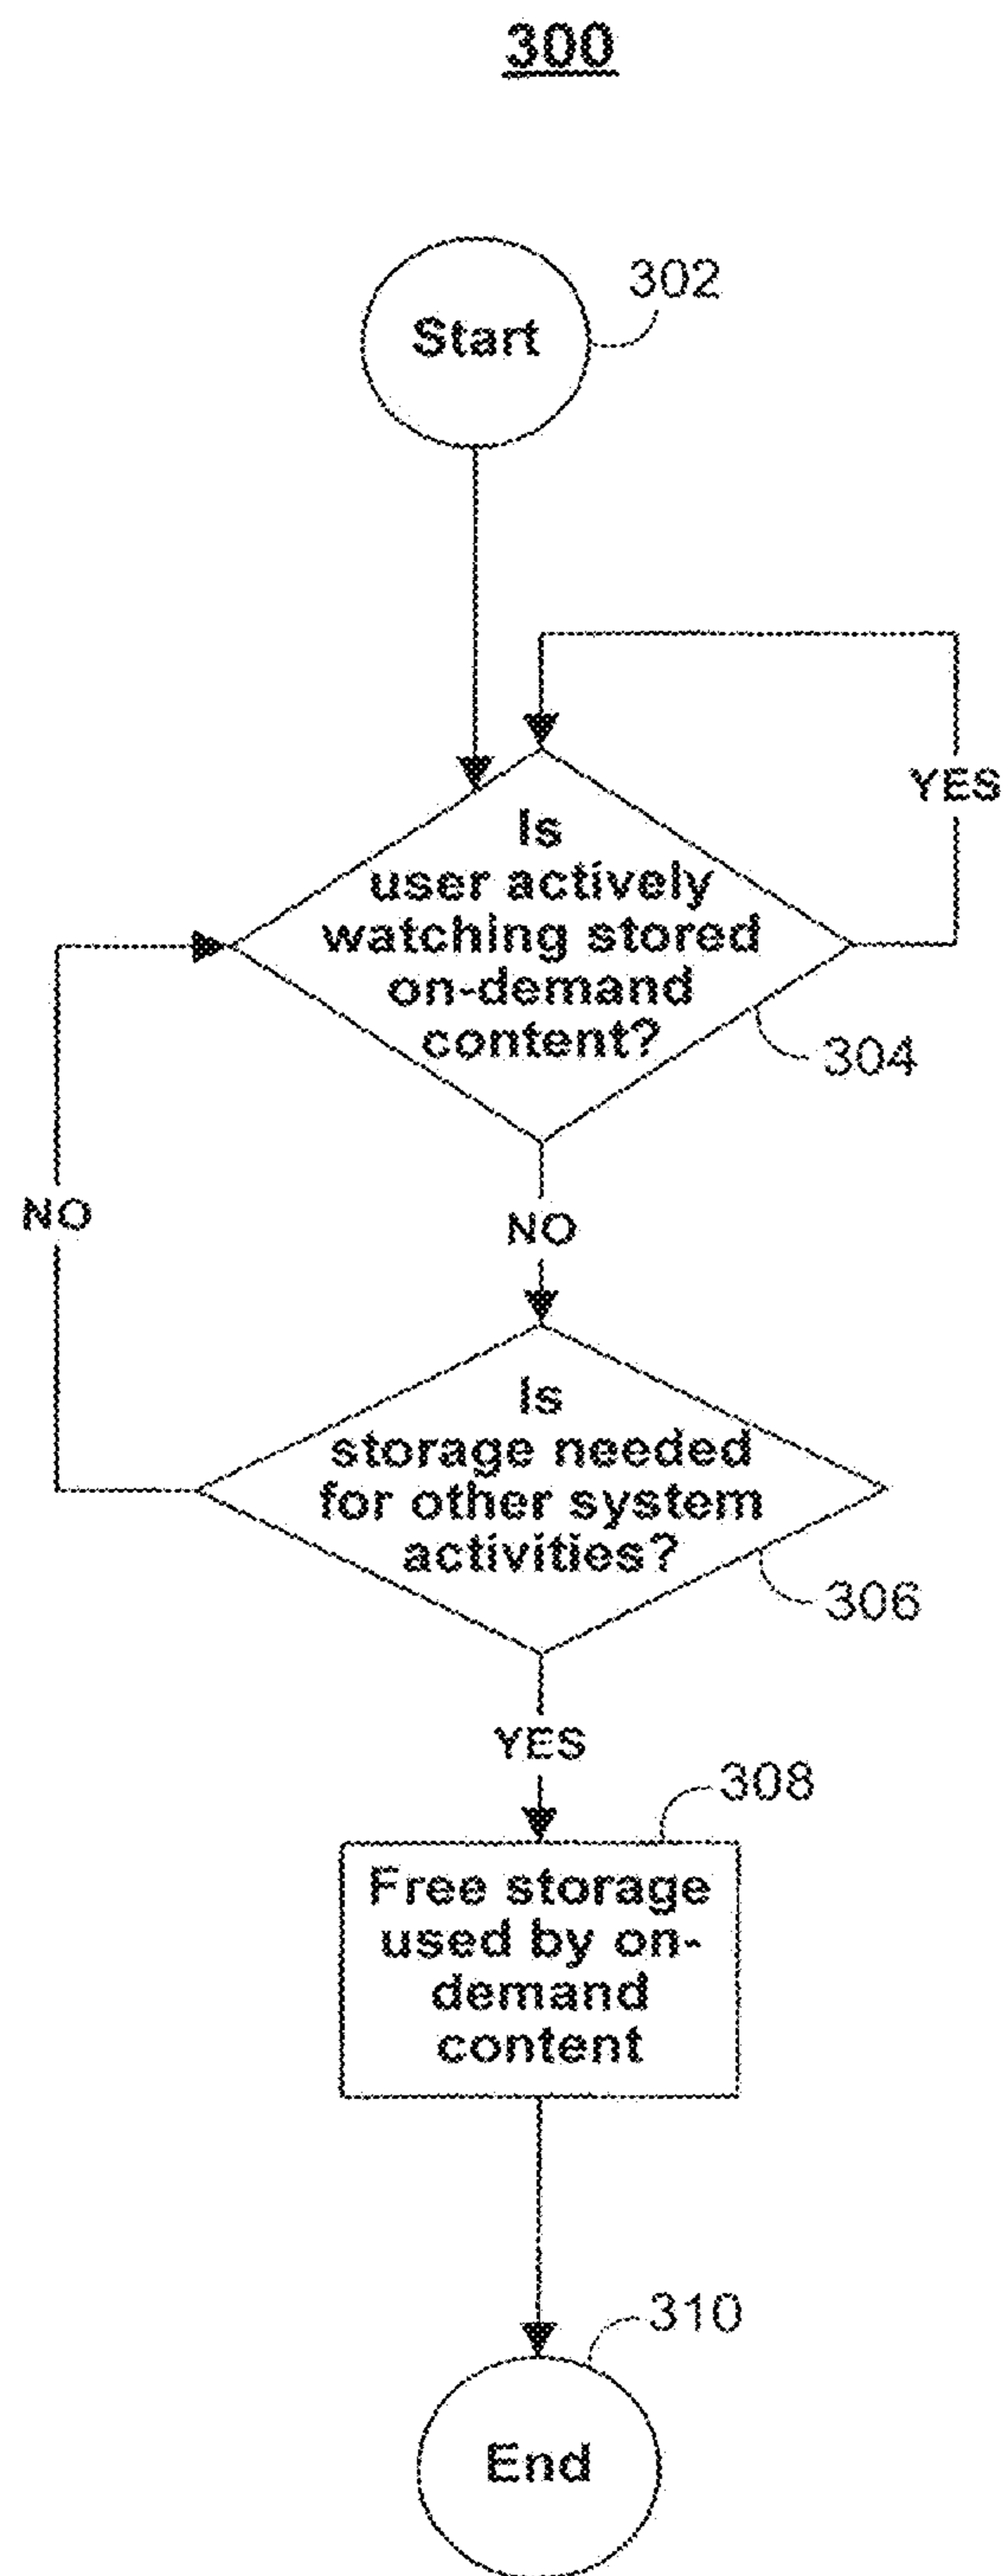 300
302
Start
YES
Is
user actively
watching stored
on-demand
content?
304
NO
NO
Is
storage needed
for other system
activities?
306
YES
308
Free storage
used by on-
demand
content
310
End